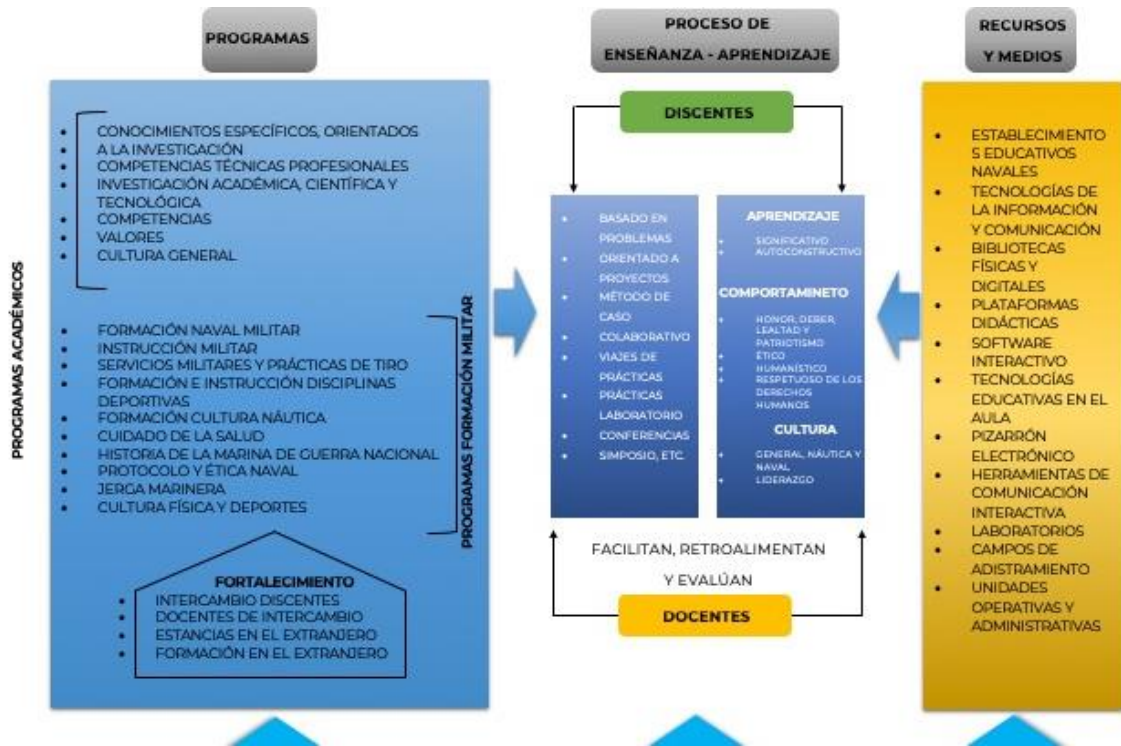 PROGRAMAS
PROGRAMAS ACADÉMICOS
• CONOCIMIENTOS ESPECÍFICOS, ORIENTADOS
• A LA INVESTIGACIÓN
• COMPETENCIAS TÉCNICAS PROFESIONALES
• INVESTIGACIÓN ACADÉMICA, CIENTÍFICA Y
TECNOLÓGICA
• COMPETENCIAS
• VALORES
• CULTURA GENERAL
PROGRAMAS FORMACIÓN MILITAR
• FORMACIÓN NAVAL MILITAR
• INSTRUCCIÓN MILITAR
• SERVICIOS MILITARES Y PRÁCTICAS DE TIRO
• FORMACIÓN E INSTRUCCIÓN DISCIPLINAS
DEPORTIVAS
• FORMACIÓN CULTURA NÁUTICA
• CUIDADO DE LA SALUD
• HISTORIA DE LA MARINA DE GUERRA NACIONAL
• PROTOCOLO Y ÉTICA NAVAL
• JERGA MARINERA
• CULTURA FÍSICA Y DEPORTES
FORTALECIMIENTO
• INTERCAMBIO DISCENTES
• DOCENTES DE INTERCAMBIO
• ESTANCIAS EN EL EXTRANJERO
• FORMACIÓN EN EL EXTRANJERO
PROCESO DE
ENSEÑANZA - APRENDIZAJE
DISCENTES
• BASADO EN
PROBLEMAS
• ORIENTADO A
PROYECTOS
• MÉTODO DE
CASO
• COLABORATIVO
• VIAJES DE
PRÁCTICAS
• PRÁCTICAS
LABORATORIO
• CONFERENCIAS
• SIMPOSIO, ETC.
APRENDIZAJE
• SIGNIFICATIVO
• AUTOCONSTRUCTIVO
COMPORTAMINETO
• HONOR, DEBER,
LEALTAD Y
PATRIOTISMO
• ÉTICO
• HUMANÍSTICO
• RESPETUOSO DE LOS
DERECHOS
HUMANOS
CULTURA
• GENERAL, NÁUTICA Y
NAVAL
• LIDERAZGO
FACILITAN, RETROALIMENTAN
Y EVALÚAN
DOCENTES
RECURSOS
Y MEDIOS
• ESTABLECIMIENTO
S EDUCATIVOS
NAVALES
• TECNOLOGÍAS DE
LA INFORMACIÓN
Y COMUNICACIÓN
• BIBLIOTECAS
FÍSICAS Y
DIGITALES
• PLATAFORMAS
DIDÁCTICAS
• SOFTWARE
INTERACTIVO
• TECNOLOGÍAS
EDUCATIVAS EN EL
AULA
• PIZARRÓN
ELECTRÓNICO
• HERRAMIENTAS DE
COMUNICACIÓN
INTERACTIVA
• LABORATORIOS
• CAMPOS DE
ADISTRAMIENTO
• UNIDADES
OPERATIVAS Y
ADMINISTRATIVAS